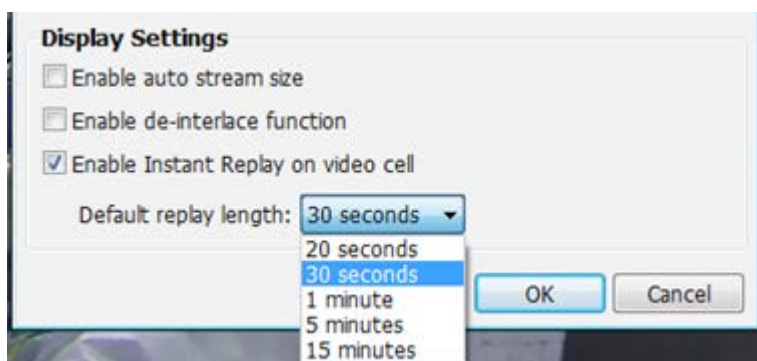 Display Settings
Enable auto stream size
Enable de-interlace function
Enable Instant Replay on video cell
Default replay length: 30 seconds
20 seconds
30 seconds
1 minute
5 minutes
15 minutes
OK Cancel